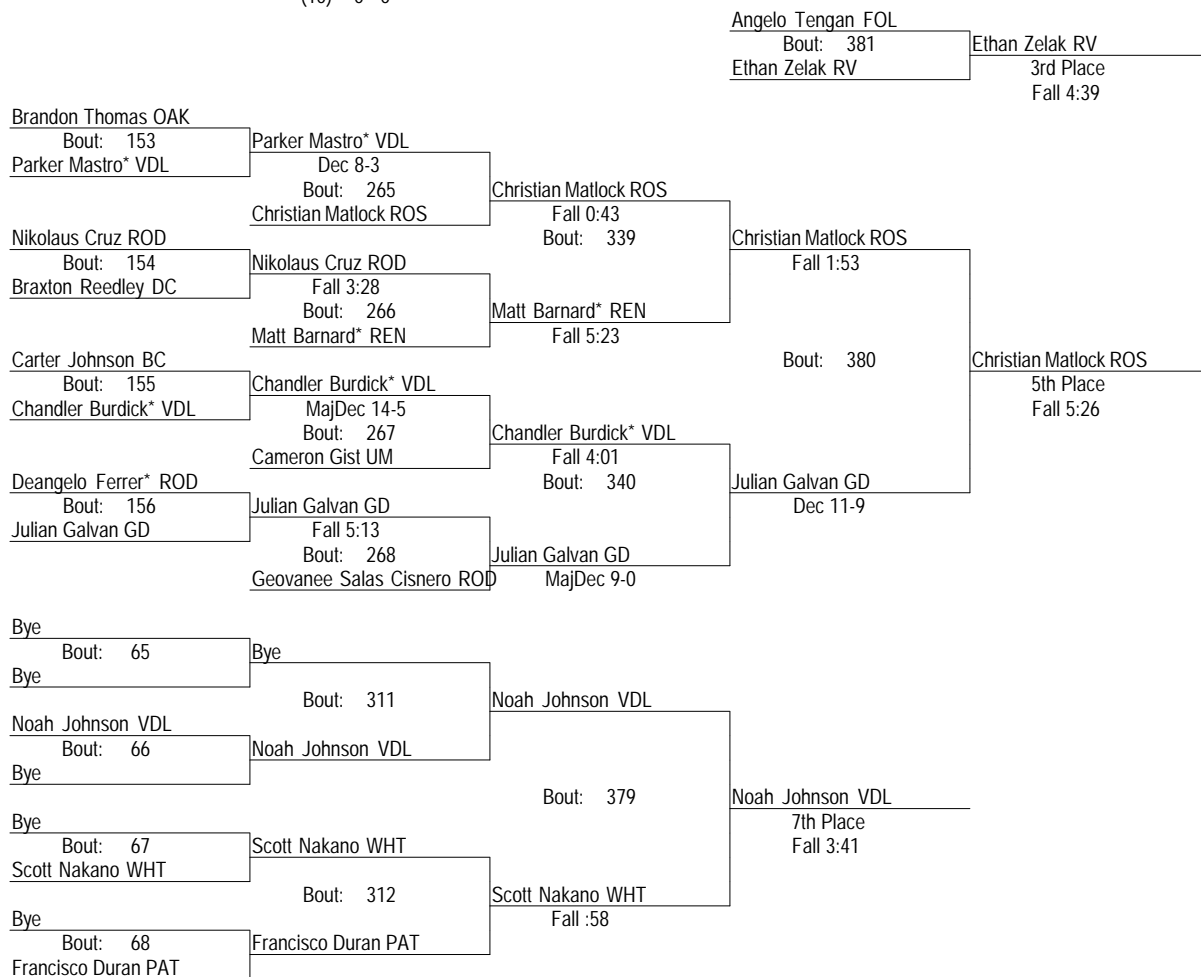 Angelo Tengan FOL
Bout: 381
Ethan Zelak RV
Ethan Zelak RV
3rd Place
Fall 4:39
Brandon Thomas OAK
Bout: 153
Parker Mastro* VDL
Parker Mastro* VDL
Dec 8-3
Bout: 265
Christian Matlock ROS
Christian Matlock ROS
Fall 0:43
Bout: 339
Nikolaus Cruz ROD
Bout: 154
Braxton Reedley DC
Nikolaus Cruz ROD
Fall 3:28
Bout: 266
Matt Barnard* REN
Matt Barnard* REN
Fall 5:23
Christian Matlock ROS
Fall 1:53
Bout: 380
Christian Matlock ROS
5th Place
Fall 5:26
Carter Johnson BC
Bout: 155
Chandler Burdick* VDL
Chandler Burdick* VDL
MajDec 14-5
Bout: 267
Cameron Gist UM
Chandler Burdick* VDL
Fall 4:01
Bout: 340
Deangelo Ferrer* ROD
Bout: 156
Julian Galvan GD
Julian Galvan GD
Fall 5:13
Bout: 268
Geovanee Salas Cisnero ROD
Julian Galvan GD
MajDec 9-0
Julian Galvan GD
Dec 11-9
Bye
Bout: 65
Bye
Bye
Bout: 311
Noah Johnson VDL
Noah Johnson VDL
Bout: 66
Bye
Noah Johnson VDL
Bout: 379
Noah Johnson VDL
7th Place
Fall 3:41
Bye
Bout: 67
Scott Nakano WHT
Scott Nakano WHT
Bout: 312
Scott Nakano WHT
Fall :58
Bye
Bout: 68
Francisco Duran PAT
Francisco Duran PAT